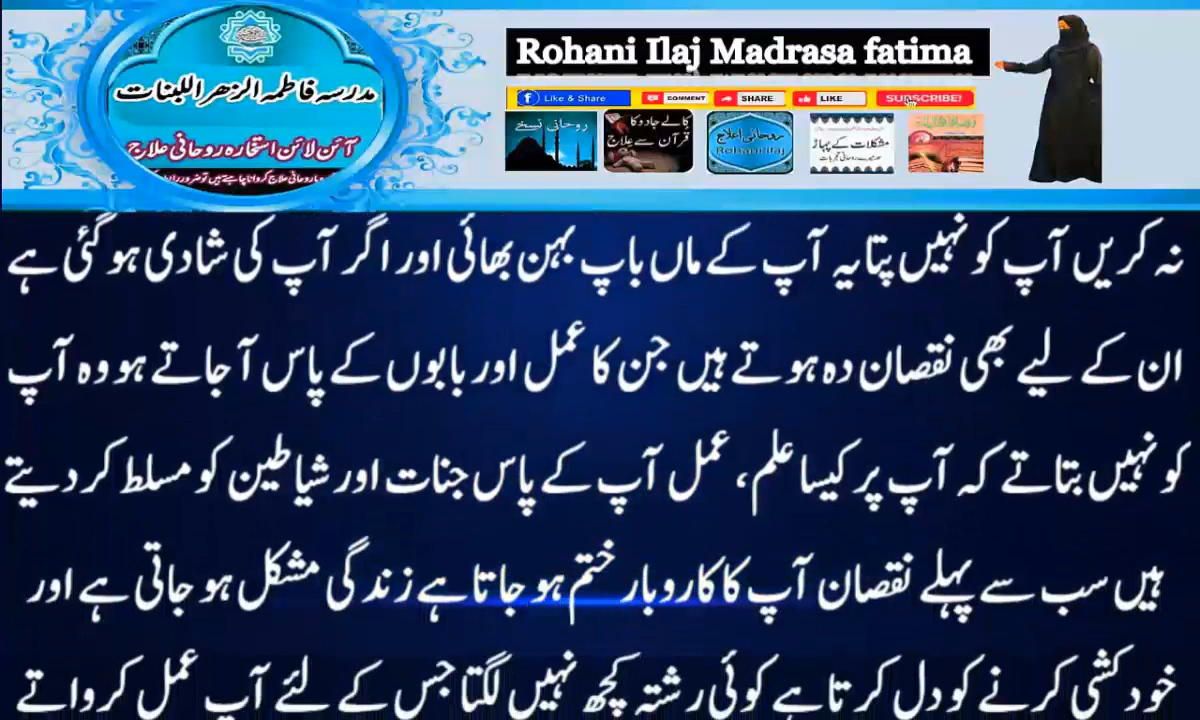 مدرسہ فاطمہ الزھرا للبنات
آئن لائن استخارہ روحانی علاج
Rohani Ilaj Madrasa fatima
Like & Share
COMMENT
SHARE
LIKE
SUBSCRIBE!
روحانی نسخے
کالے جادو کا
قرآن سے علاج
روحانی اعلاج
Rohani ilaj
مشکلات کے پہاڑ
نہ کریں آپ کو نہیں پتا یہ آپ کے ماں باپ بہن بھائی اور اگر آپ کی شادی ہو گئی ہے
ان کے لیے بھی نقصان دہ ہوتے ہیں جن کا عمل اور بابوں کے پاس آ جاتے ہو وہ آپ
کو نہیں بتاتے کہ آپ پر کیسا علم، عمل آپ کے پاس جنات اور شیاطین کو مسلط کر دیتے
ہیں سب سے پہلے نقصان آپ کا کاروبار ختم ہو جاتا ہے زندگی مشکل ہو جاتی ہے اور
خودکشی کرنے کو دل کرتا ہے کوئی رشتہ کچھ نہیں لگتا جس کے لئے آپ عمل کرواتے